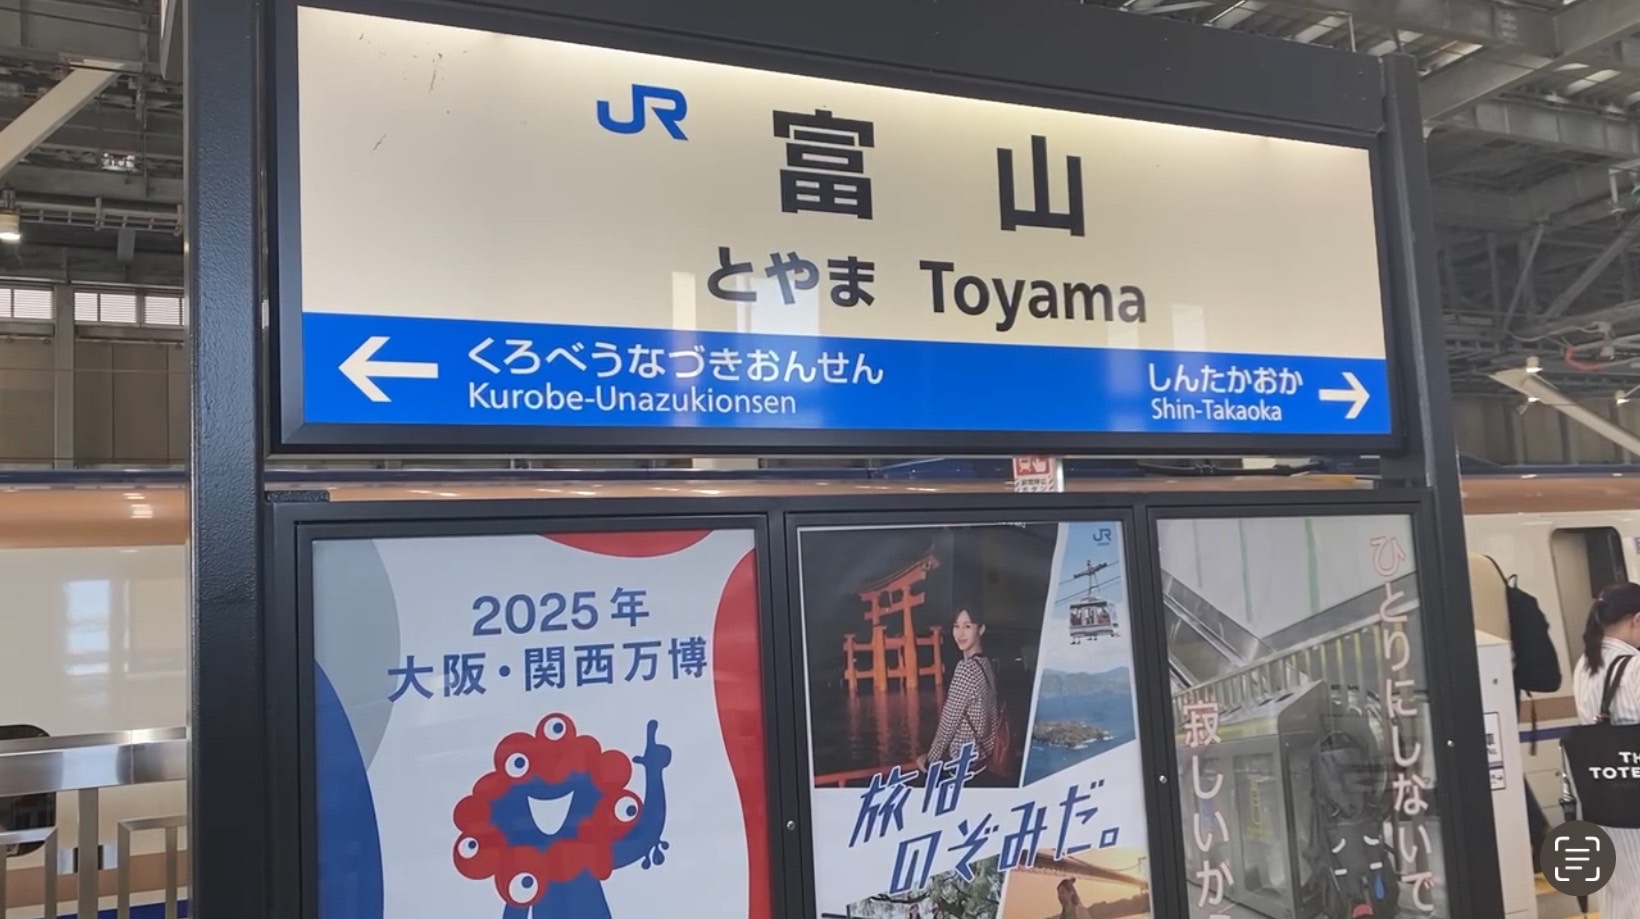 JR
富山
とやま Toyama
← くろべうなづきおんせん
Kurobe-Unazukionsen
しんたかおか →
Shin-Takaoka
2025年
大阪・関西万博
JR
旅は
のぞみだ。
ひとりにしないで
寂しいから
TH
TOTE